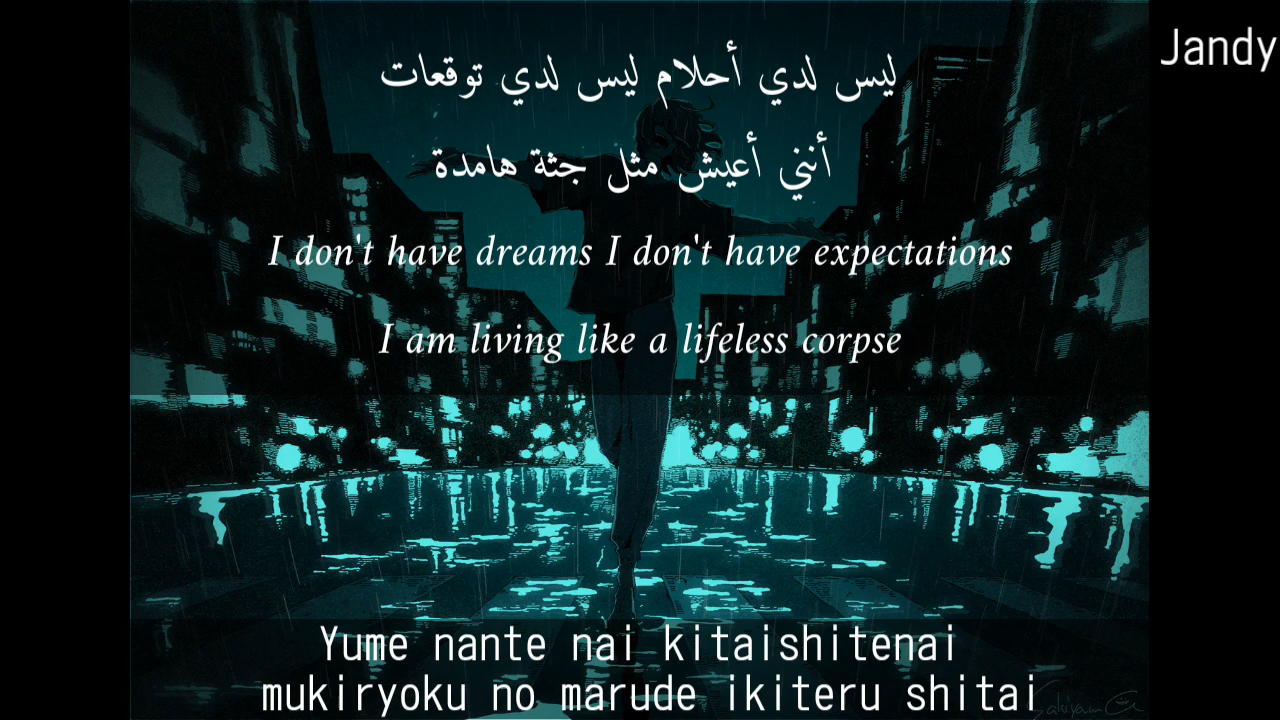 Jandy
ليس لدي أحلام ليس لدي توقعات
أنني أعيش مثل جثة هامدة
I don't have dreams I don't have expectations
I am living like a lifeless corpse
Yume nante nai kitaishitenai
mukiryoku no marude ikiteru shitai